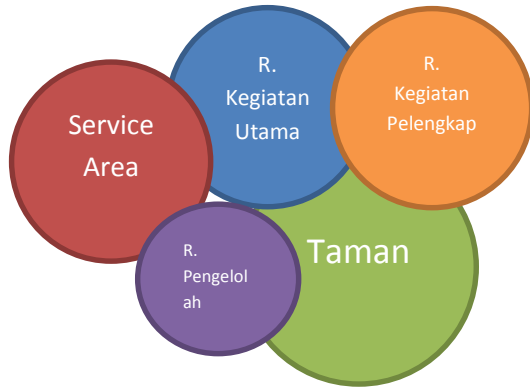 R.
Kegiatan
Utama
R.
Kegiatan
Pelengkap
Service
Area
Taman
R.
Pengelol
ah